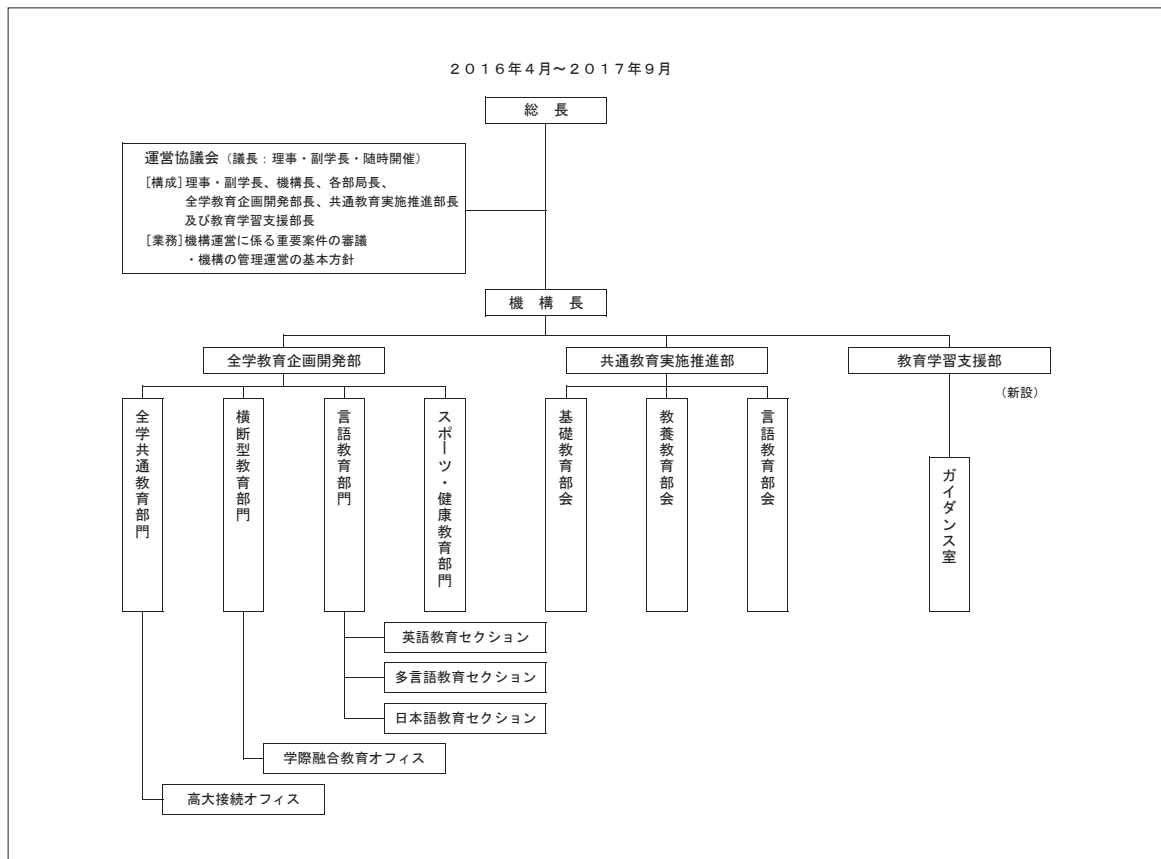 ２０１６年４月～２０１７年９月
総　長
運営協議会（議長：理事・副学長・随時開催）
[構成]理事・副学長、機構長、各部局長、
全学教育企画開発部長、共通教育実施推進部長
及び教育学習支援部長
[業務]機構運営に係る重要案件の審議
・機構の管理運営の基本方針
機　構　長
全学教育企画開発部
共通教育実施推進部
教育学習支援部
（新設）
全学共通教育部門
横断型教育部門
言語教育部門
スポーツ・健康教育部門
基礎教育部会
教養教育部会
言語教育部会
ガイダンス室
英語教育セクション
多言語教育セクション
日本語教育セクション
学際融合教育オフィス
高大接続オフィス